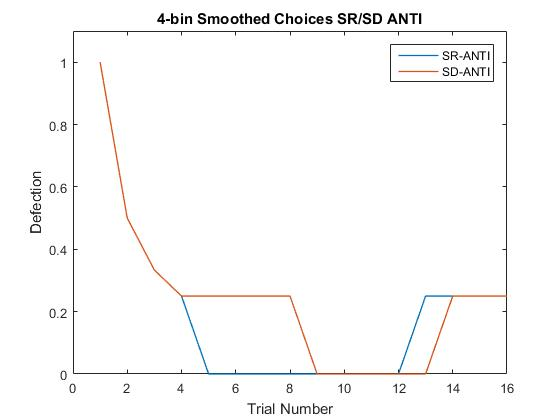 4-bin Smoothed Choices SR/SD ANTI
SR-ANTI
SD-ANTI
1
0.8
0.6
0.4
0.2
0
Defection
0 2 4 6 8 10 12 14 16
Trial Number